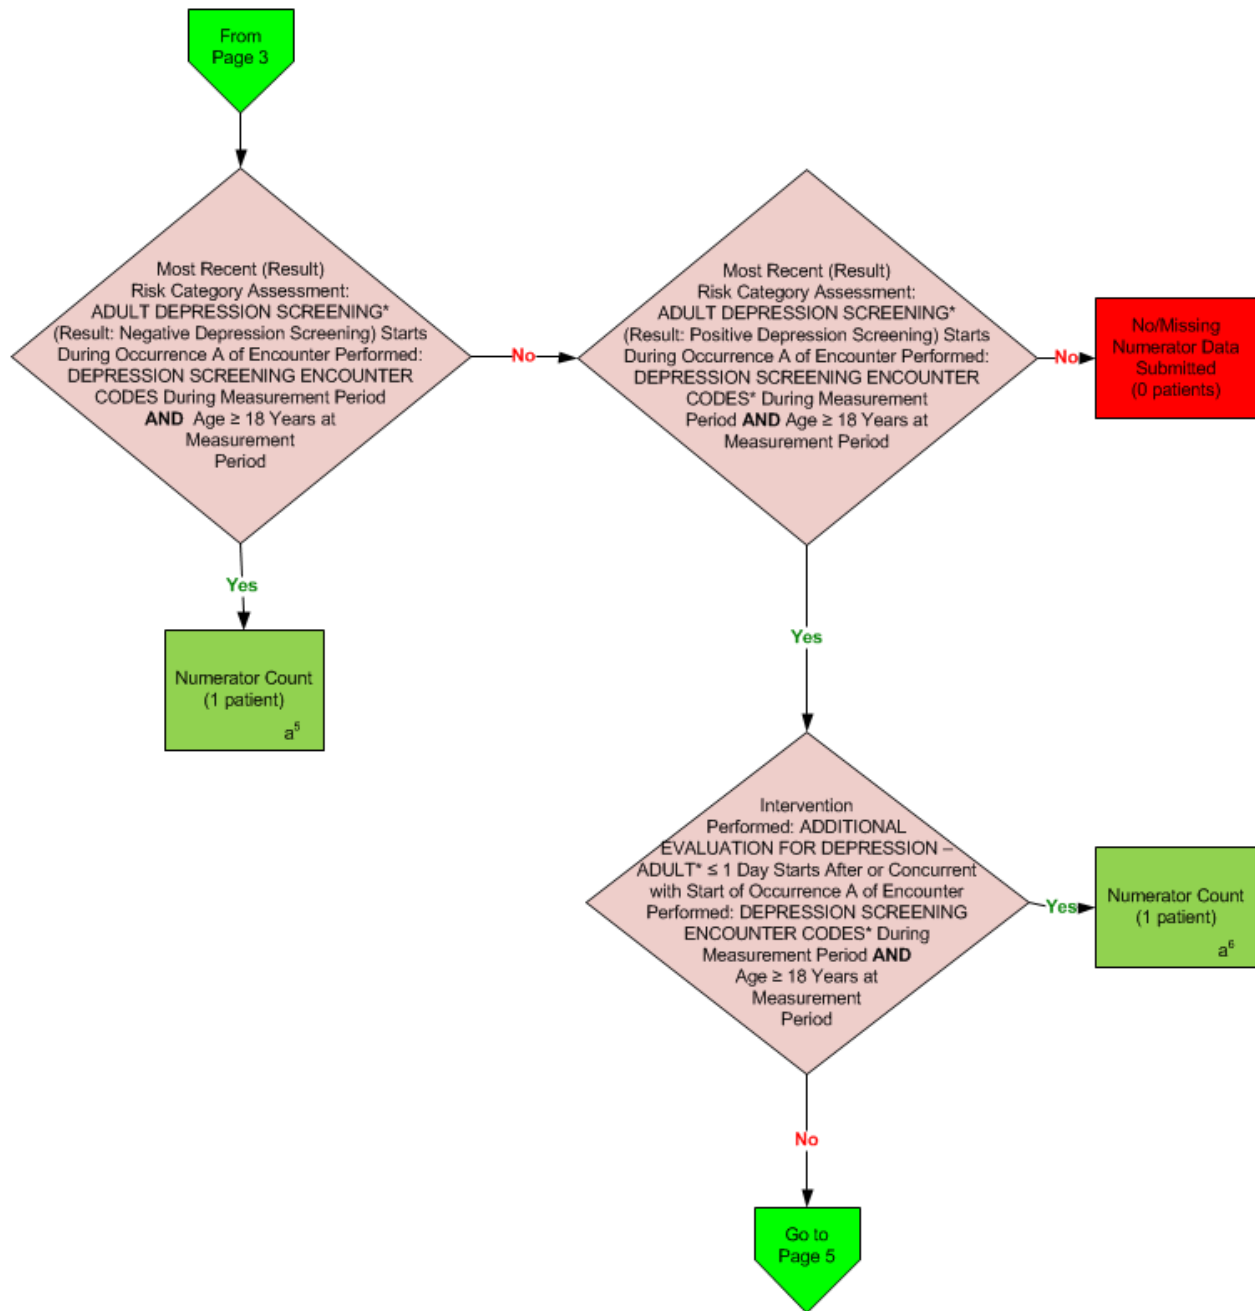 From
Page 3
Most Recent (Result)
Risk Category Assessment:
ADULT DEPRESSION SCREENING*
(Result: Negative Depression Screening) Starts
During Occurrence A of Encounter Performed:
DEPRESSION SCREENING ENCOUNTER
CODES During Measurement Period
AND Age ≥ 18 Years at
Measurement
Period
No
Most Recent (Result)
Risk Category Assessment:
ADULT DEPRESSION SCREENING*
(Result: Positive Depression Screening) Starts
During Occurrence A of Encounter Performed:
DEPRESSION SCREENING ENCOUNTER
CODES* During Measurement
Period AND Age ≥ 18 Years at
Measurement Period
No
No/Missing
Numerator Data
Submitted
(0 patients)
Yes
Numerator Count
(1 patient)
a⁵
Yes
Intervention
Performed: ADDITIONAL
EVALUATION FOR DEPRESSION –
ADULT* ≤ 1 Day Starts After or Concurrent
with Start of Occurrence A of Encounter
Performed: DEPRESSION SCREENING
ENCOUNTER CODES* During
Measurement Period AND
Age ≥ 18 Years at
Measurement
Period
Yes
Numerator Count
(1 patient)
a⁶
No
Go to
Page 5